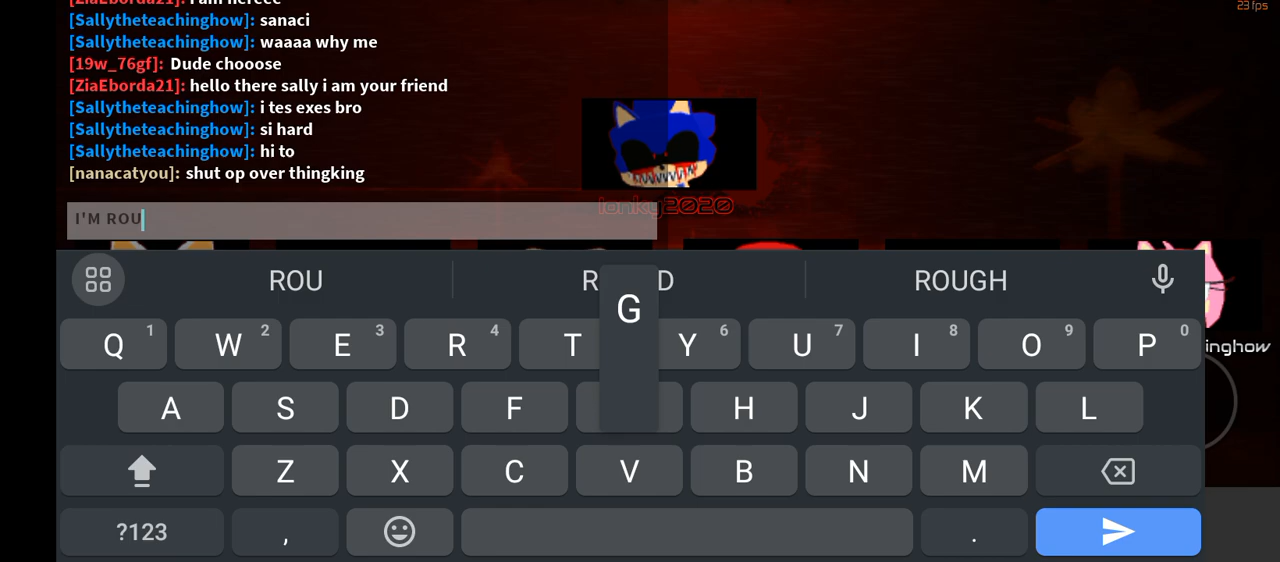 23 fps
[Sallytheteachinghow]: sanaci
[Sallytheteachinghow]: waaaa why me
[19w_76gf]: Dude chooose
[ZiaEborda21]: hello there sally i am your friend
[Sallytheteachinghow]: i tes exes bro
[Sallytheteachinghow]: si hard
[Sallytheteachinghow]: hi to
[nanacatyou]: shut op over thingking
I'M ROU
ROU ROUGH
G
Q 1 W 2 E 3 R 4 T Y 6 U 7 I 8 O 9 P 0
inghow
A S D F H J K L
Z X C V B N M
?123 , .